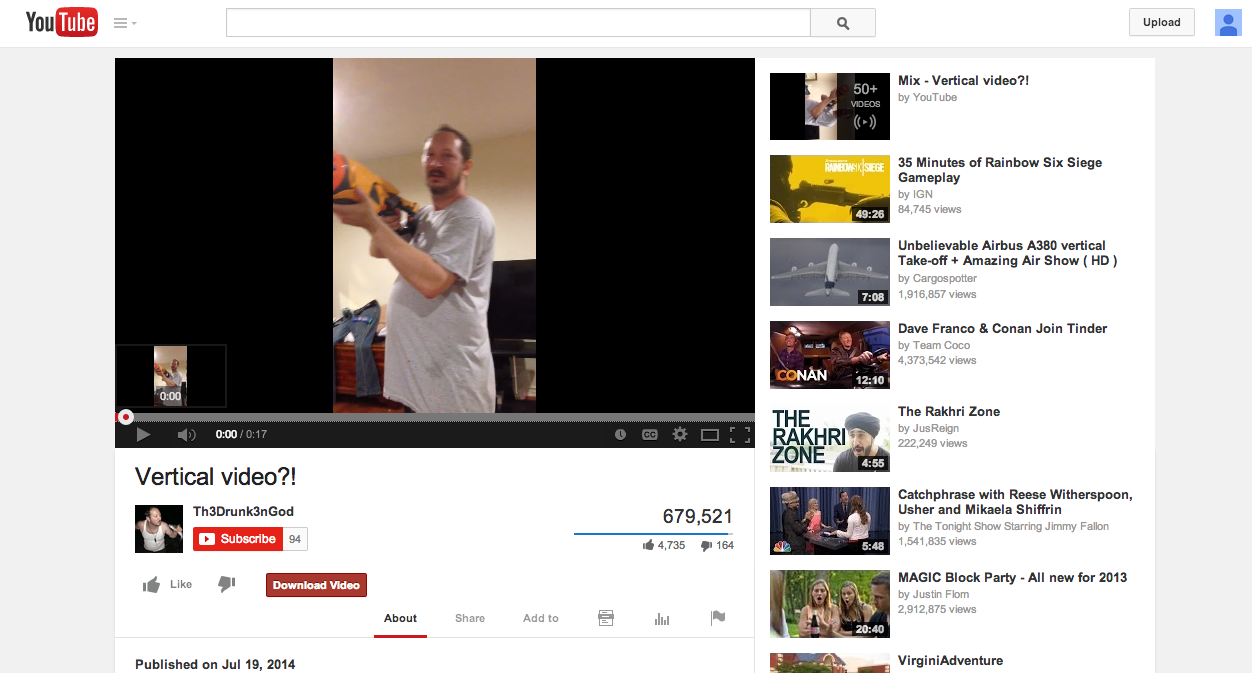 YouTube
Upload
0:00
0:00 / 0:17
CC
Vertical video?!
Th3Drunk3nGod
Subscribe 94
679,521
4,735 164
Like
Download Video
About Share Add to
Published on Jul 19, 2014
50+
VIDEOS
Mix - Vertical video?!
by YouTube
RAINBOW SIX | SIEGE
49:26
35 Minutes of Rainbow Six Siege
Gameplay
by IGN
84,745 views
7:08
Unbelievable Airbus A380 vertical
Take-off + Amazing Air Show ( HD )
by Cargospotter
1,916,857 views
CONAN
12:10
Dave Franco & Conan Join Tinder
by Team Coco
4,373,542 views
THE
RAKHRI
ZONE
4:55
The Rakhri Zone
by JusReign
222,249 views
5:48
Catchphrase with Reese Witherspoon,
Usher and Mikaela Shiffrin
by The Tonight Show Starring Jimmy Fallon
1,541,835 views
20:40
MAGIC Block Party - All new for 2013
by Justin Flom
2,912,875 views
VirginiAdventure